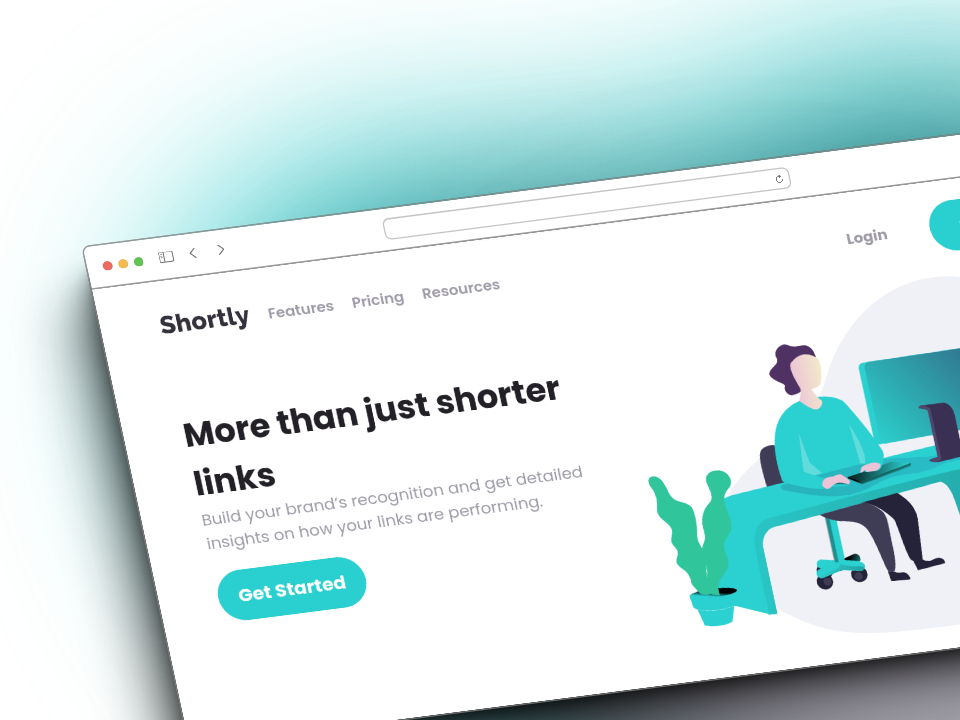 Shortly
Features
Pricing
Resources
Login
More than just shorter
links
Build your brand’s recognition and get detailed
insights on how your links are performing.
Get Started